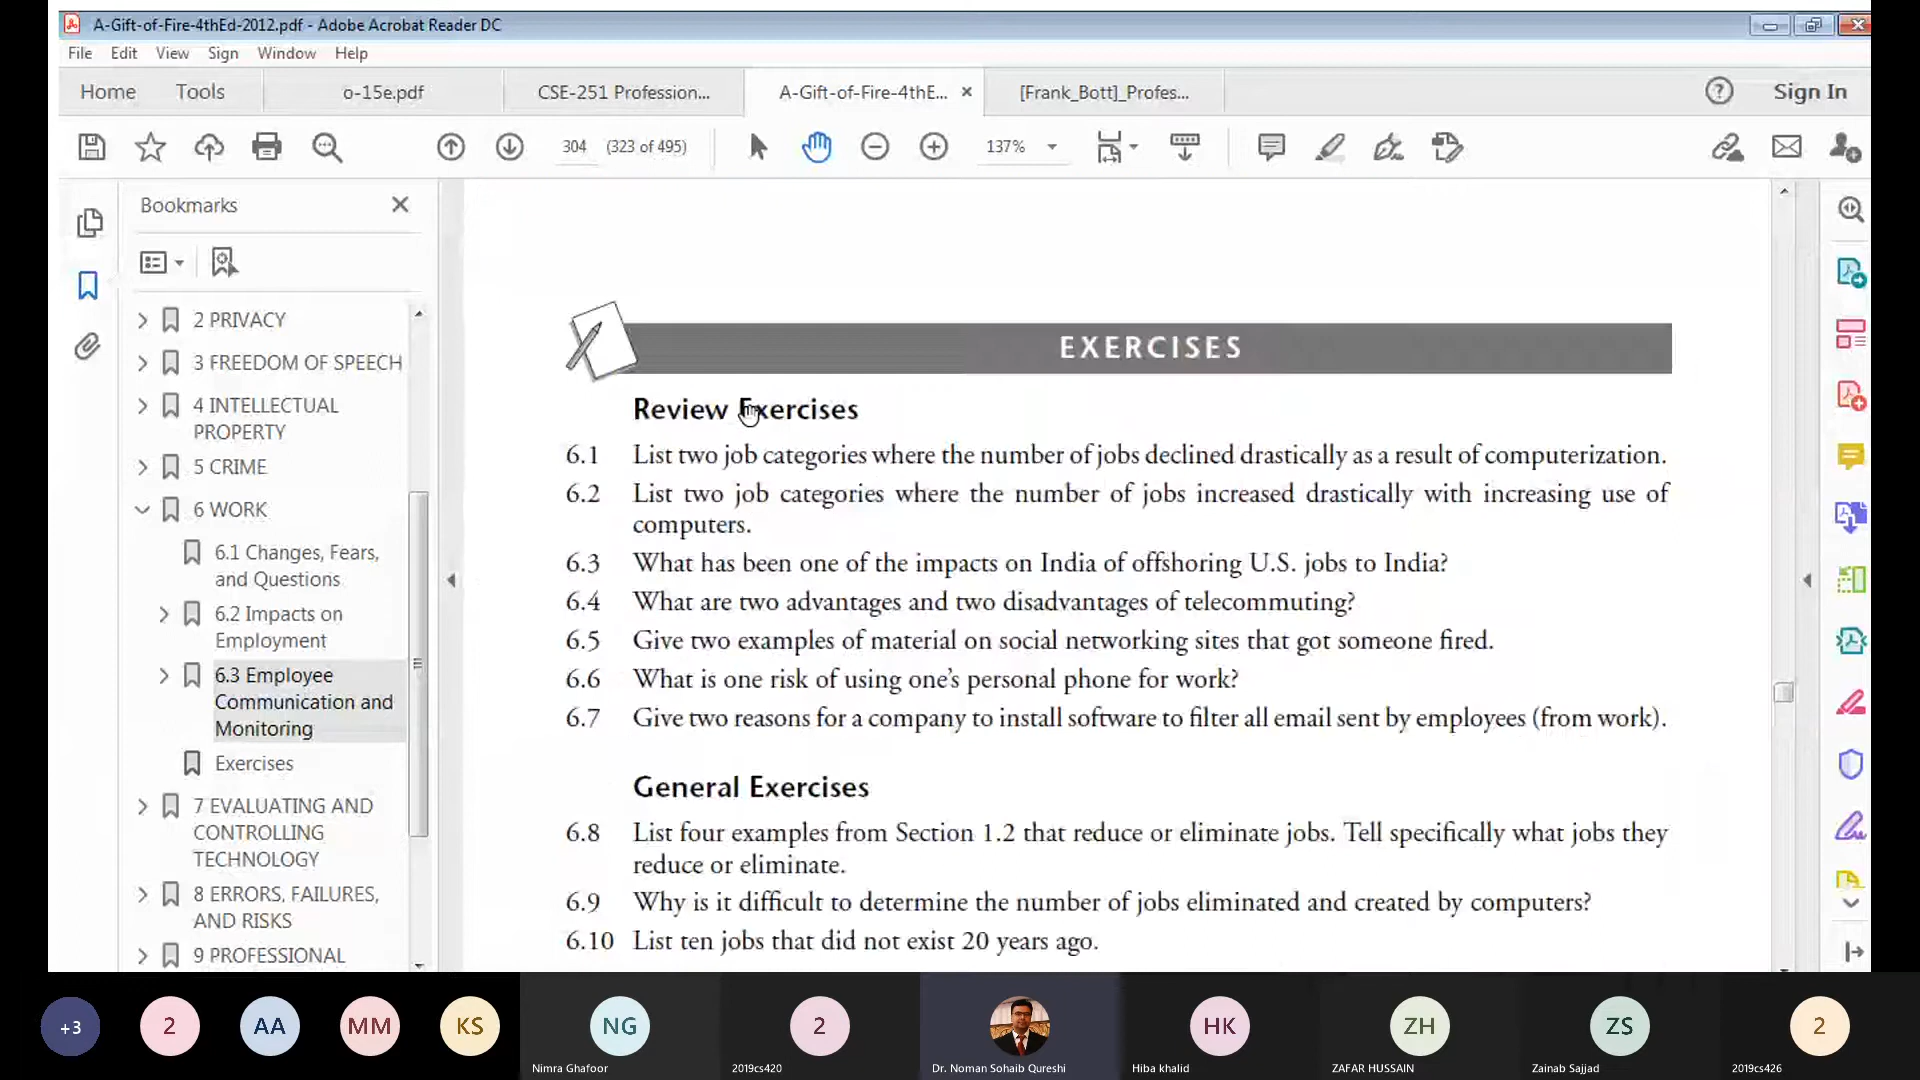 A-Gift-of-Fire-4thEd-2012.pdf - Adobe Acrobat Reader DC
File Edit View Sign Window Help
Home Tools o-15e.pdf CSE-251 Profession... A-Gift-of-Fire-4thE... × [Frank_Bott]_Profes... Sign In
304 (323 of 495) 137%
Bookmarks
2 PRIVACY
3 FREEDOM OF SPEECH
4 INTELLECTUAL
PROPERTY
5 CRIME
6 WORK
6.1 Changes, Fears,
and Questions
6.2 Impacts on
Employment
6.3 Employee
Communication and
Monitoring
Exercises
7 EVALUATING AND
CONTROLLING
TECHNOLOGY
8 ERRORS, FAILURES,
AND RISKS
9 PROFESSIONAL
EXERCISES
Review Exercises
6.1 List two job categories where the number of jobs declined drastically as a result of computerization.
6.2 List two job categories where the number of jobs increased drastically with increasing use of
computers.
6.3 What has been one of the impacts on India of offshoring U.S. jobs to India?
6.4 What are two advantages and two disadvantages of telecommuting?
6.5 Give two examples of material on social networking sites that got someone fired.
6.6 What is one risk of using one's personal phone for work?
6.7 Give two reasons for a company to install software to filter all email sent by employees (from work).
General Exercises
6.8 List four examples from Section 1.2 that reduce or eliminate jobs. Tell specifically what jobs they
reduce or eliminate.
6.9 Why is it difficult to determine the number of jobs eliminated and created by computers?
6.10 List ten jobs that did not exist 20 years ago.
+3 2 AA MM KS NG 2 HK ZH ZS 2
Nimra Ghafoor 2019cs420 Dr. Noman Sohaib Qureshi Hiba khalid ZAFAR HUSSAIN Zainab Sajjad 2019cs426